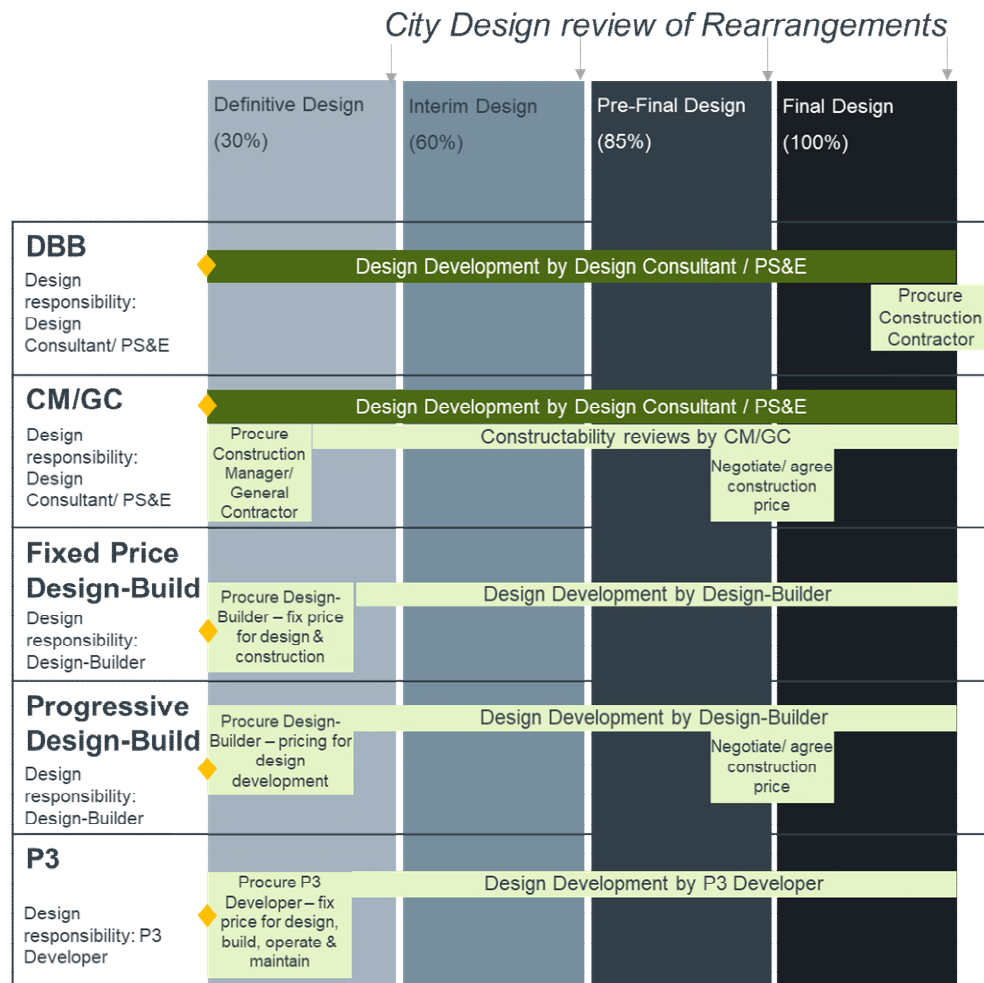 City Design review of Rearrangements
Definitive Design
(30%)
Interim Design
(60%)
Pre-Final Design
(85%)
Final Design
(100%)
DBB
Design
responsibility:
Design
Consultant/ PS&E
Design Development by Design Consultant / PS&E
Procure
Construction
Contractor
CM/GC
Design
responsibility:
Design
Consultant/ PS&E
Design Development by Design Consultant / PS&E
Procure
Construction
Manager/
General
Contractor
Constructability reviews by CM/GC
Negotiate/ agree
construction
price
Fixed Price
Design-Build
Design
responsibility:
Design-Builder
Procure Design-
Builder – fix price
for design &
construction
Design Development by Design-Builder
Progressive
Design-Build
Design
responsibility:
Design-Builder
Procure Design-
Builder – pricing for
design
development
Design Development by Design-Builder
Negotiate/ agree
construction
price
P3
Design
responsibility: P3
Developer
Procure P3
Developer – fix
price for design,
build, operate &
maintain
Design Development by P3 Developer